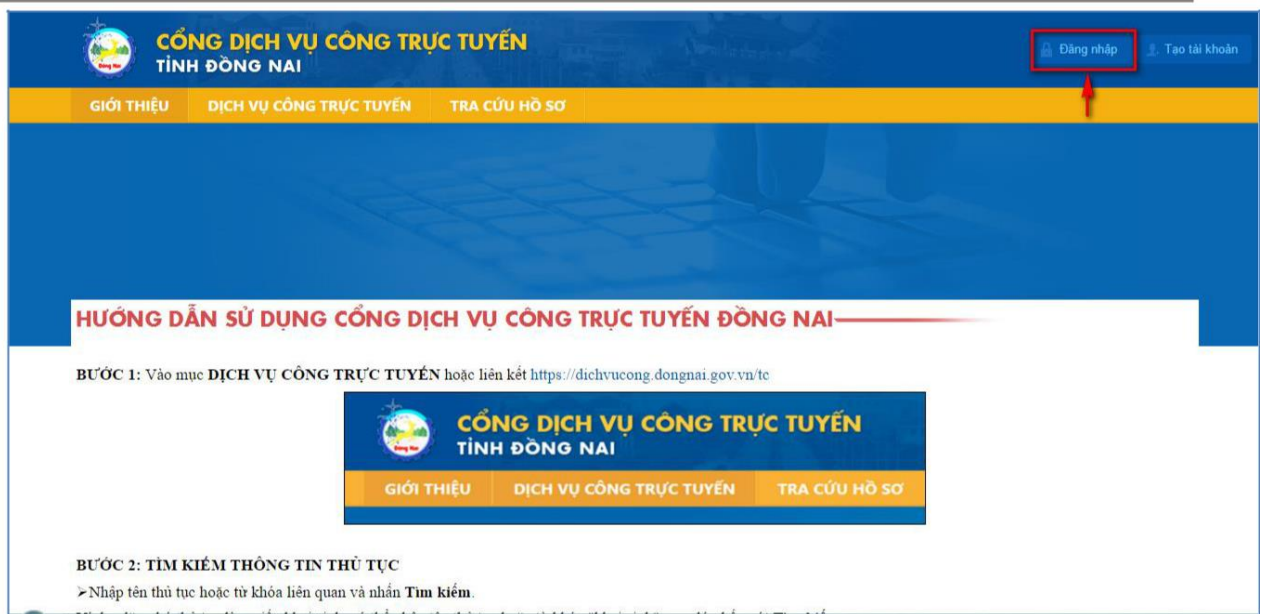 CỔNG DỊCH VỤ CÔNG TRỰC TUYẾN
TỈNH ĐỒNG NAI
Đồng Nai
Đăng nhập
Tạo tài khoản
GIỚI THIỆU DỊCH VỤ CÔNG TRỰC TUYẾN TRA CỨU HỒ SƠ
HƯỚNG DẪN SỬ DỤNG CỔNG DỊCH VỤ CÔNG TRỰC TUYẾN ĐỒNG NAI
BƯỚC 1: Vào mục DỊCH VỤ CÔNG TRỰC TUYẾN hoặc liên kết https://dichvucong.dongnai.gov.vn/tc
CỔNG DỊCH VỤ CÔNG TRỰC TUYẾN
TỈNH ĐỒNG NAI
Đồng Nai
GIỚI THIỆU DỊCH VỤ CÔNG TRỰC TUYẾN TRA CỨU HỒ SƠ
BƯỚC 2: TÌM KIẾM THÔNG TIN THỦ TỤC
➢Nhập tên thủ tục hoặc từ khóa liên quan và nhấn Tìm kiếm.